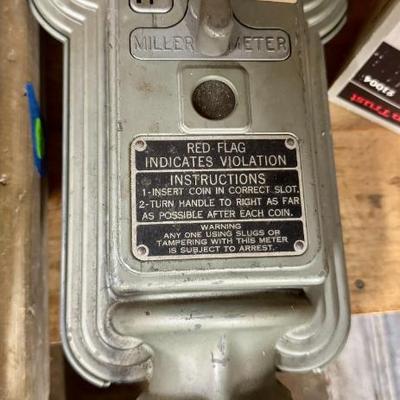 MILLER METER
RED FLAG
INDICATES VIOLATION
INSTRUCTIONS
1-INSERT COIN IN CORRECT SLOT.
2-TURN HANDLE TO RIGHT AS FAR
AS POSSIBLE AFTER EACH COIN.
WARNING
ANY ONE USING SLUGS OR
TAMPERING WITH THIS METER
IS SUBJECT TO ARREST.
Trust
21004